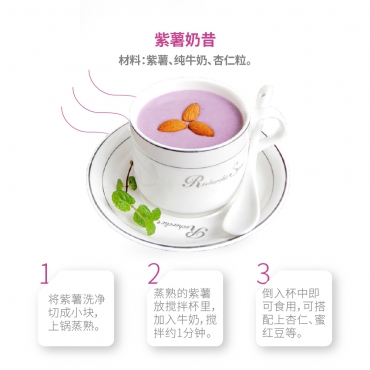 紫薯奶昔
材料:紫薯、纯牛奶、杏仁粒。
1
将紫薯洗净
切成小块,
上锅蒸熟。
2
蒸熟的紫薯
放搅拌杯里,
加入牛奶,搅
拌约1分钟。
3
倒入杯中即
可食用,可搭
配上杏仁、蜜
红豆等。